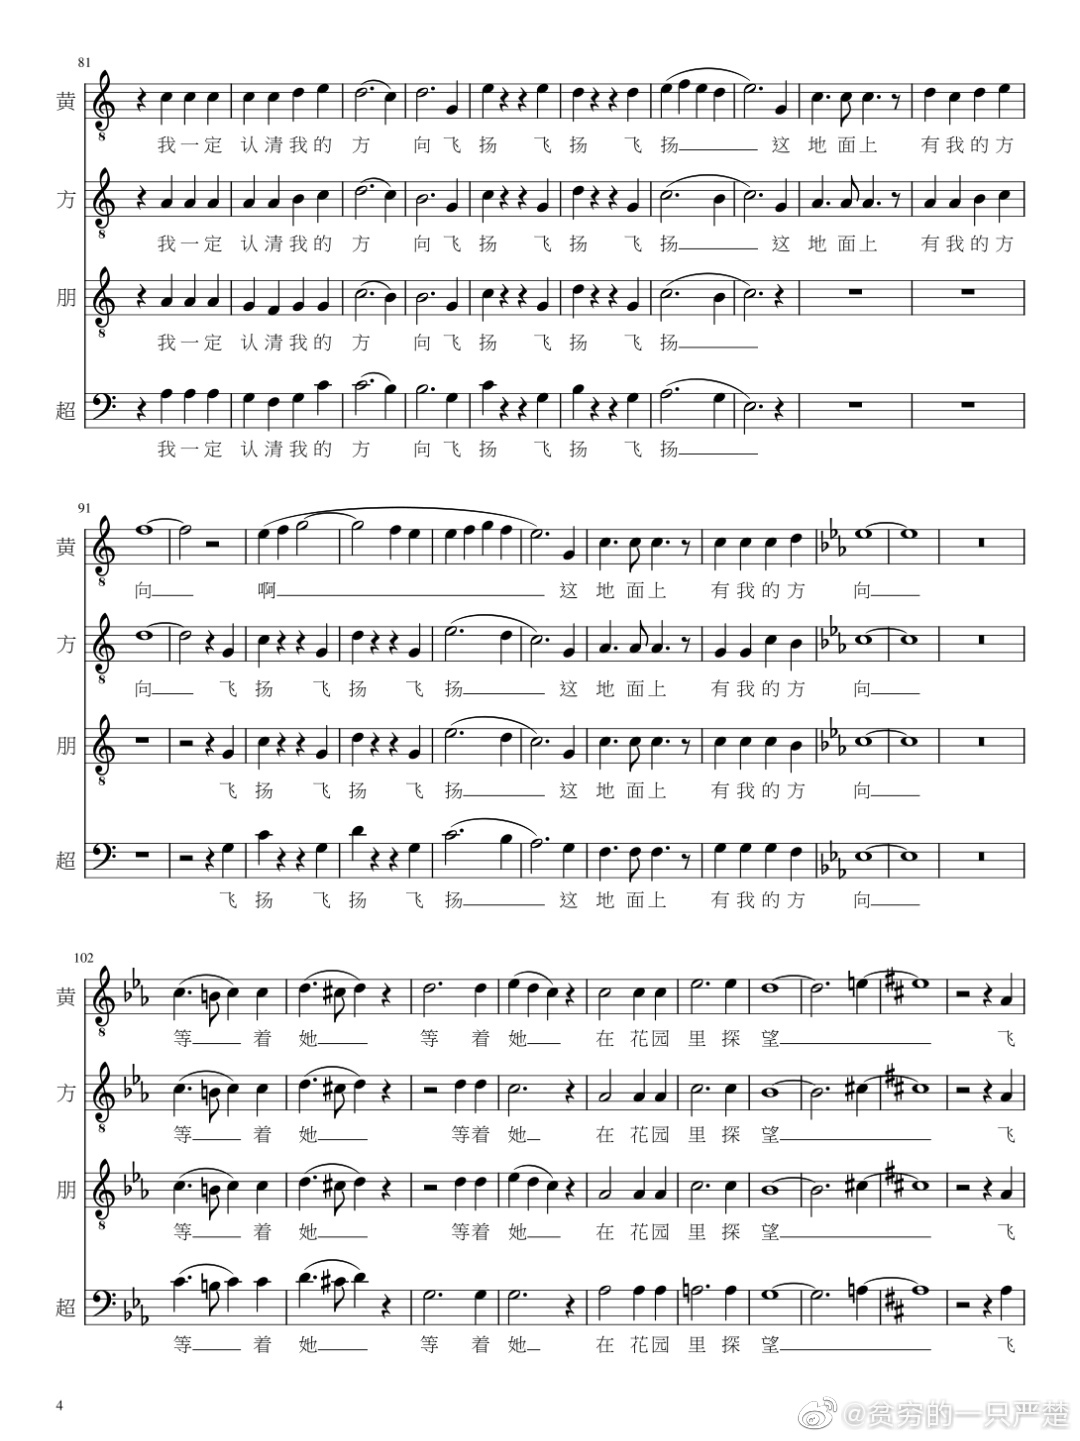 81
黄
我一定 认清我的 方 向飞 扬 飞 扬 飞 扬 这 地 面上 有我的方
方
我一定 认清我的 方 向飞 扬 飞 扬 飞 扬 这 地 面上 有我的方
朋
我一定 认清我的 方 向飞 扬 飞 扬 飞 扬
超
我一定 认清我的 方 向飞 扬 飞 扬 飞 扬
91
黄
向 啊 这 地 面上 有我的方 向
方
向 飞 扬 飞 扬 飞 扬 这 地 面上 有我的方 向
朋
飞 扬 飞 扬 飞 扬 这 地 面上 有我的方 向
超
飞 扬 飞 扬 飞 扬 这 地 面上 有我的方 向
102
黄
等 着 她 等 着 她 在 花园 里 探 望 飞
方
等 着 她 等着 她 在 花园 里 探 望 飞
朋
等 着 她 等着 她 在 花园 里 探 望 飞
超
等 着 她 等 着 她 在 花园 里 探 望 飞
4
@贫穷的一只严楚